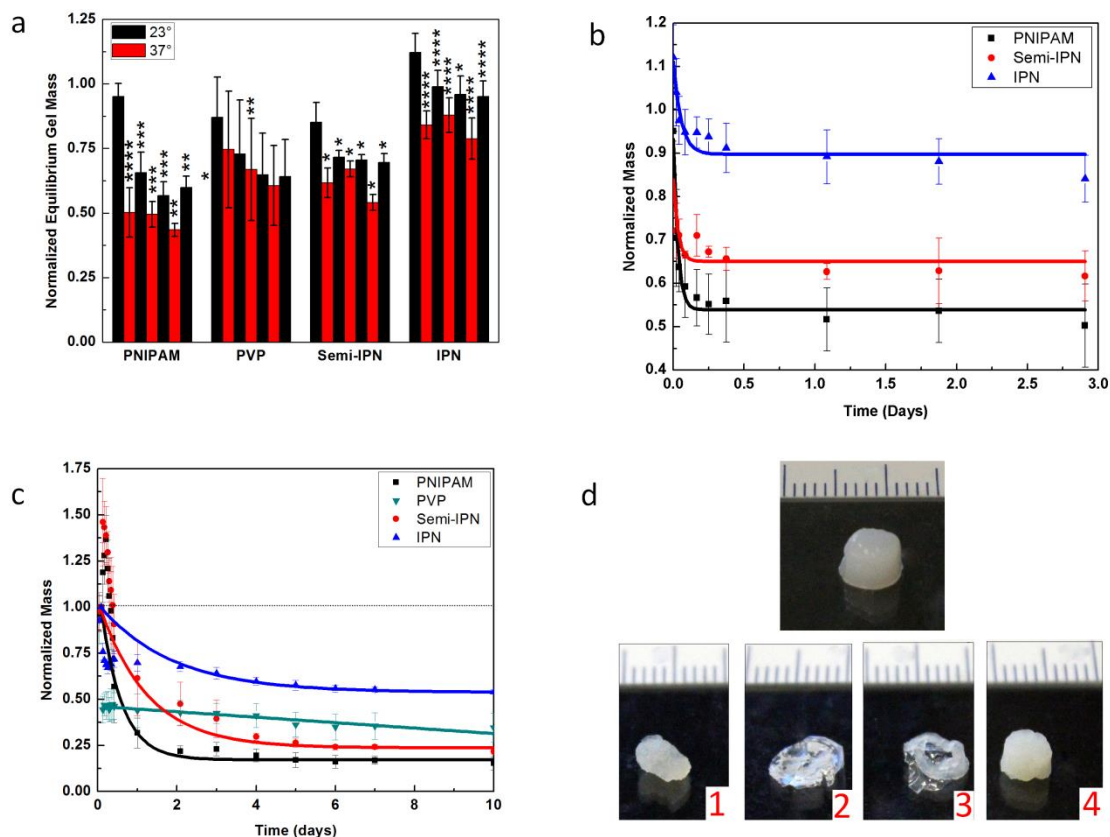 a
1.25
1.00
0.75
0.50
0.25
0.00
Normalized Equilibrium Gel Mass
23°
37°
****
***
***
***
**
**
*
**
*
*
*
*
*
*
****
****
****
*
****
****
PNIPAM PVP Semi-IPN IPN
b
1.2
1.1
1.0
0.9
0.8
0.7
0.6
0.5
0.4
Normalized Mass
PNIPAM
Semi-IPN
IPN
0.0 0.5 1.0 1.5 2.0 2.5 3.0
Time (Days)
c
1.75
1.50
1.25
1.00
0.75
0.50
0.25
0.00
Normalized Mass
PNIPAM
PVP
Semi-IPN
IPN
0 2 4 6 8 10
Time (days)
d
1 2 3 4